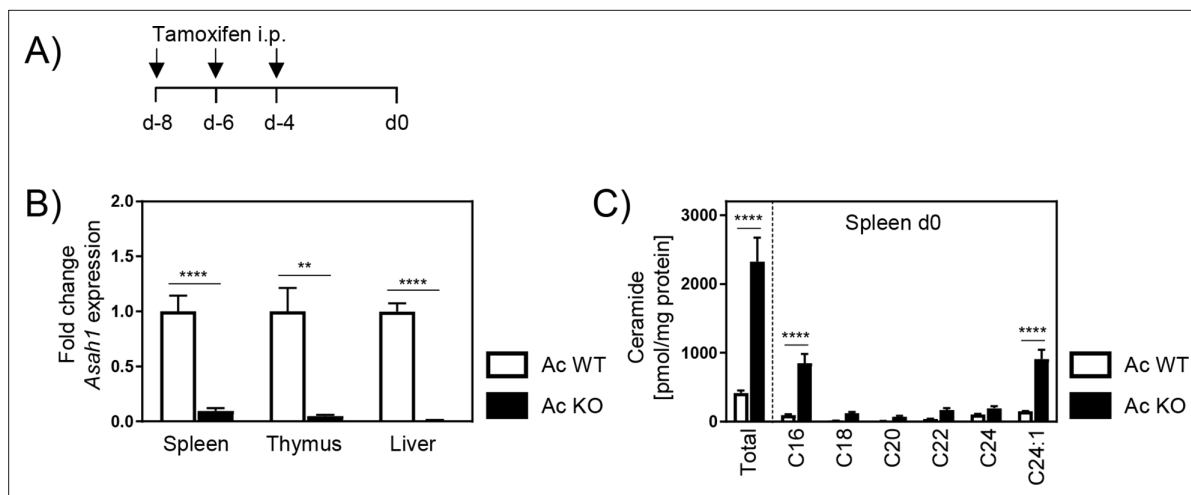 A)
Tamoxifen i.p.
d-8 d-6 d-4 d0
B)
Fold change
Asah1 expression
2.0
1.5
1.0
0.5
0.0
**** ** ****
Spleen Thymus Liver
Ac WT
Ac KO
C)
Ceramide
[pmol/mg protein]
3000
2000
1000
0
Spleen d0
****
****
****
Total C16 C18 C20 C22 C24 C24:1
Ac WT
Ac KO